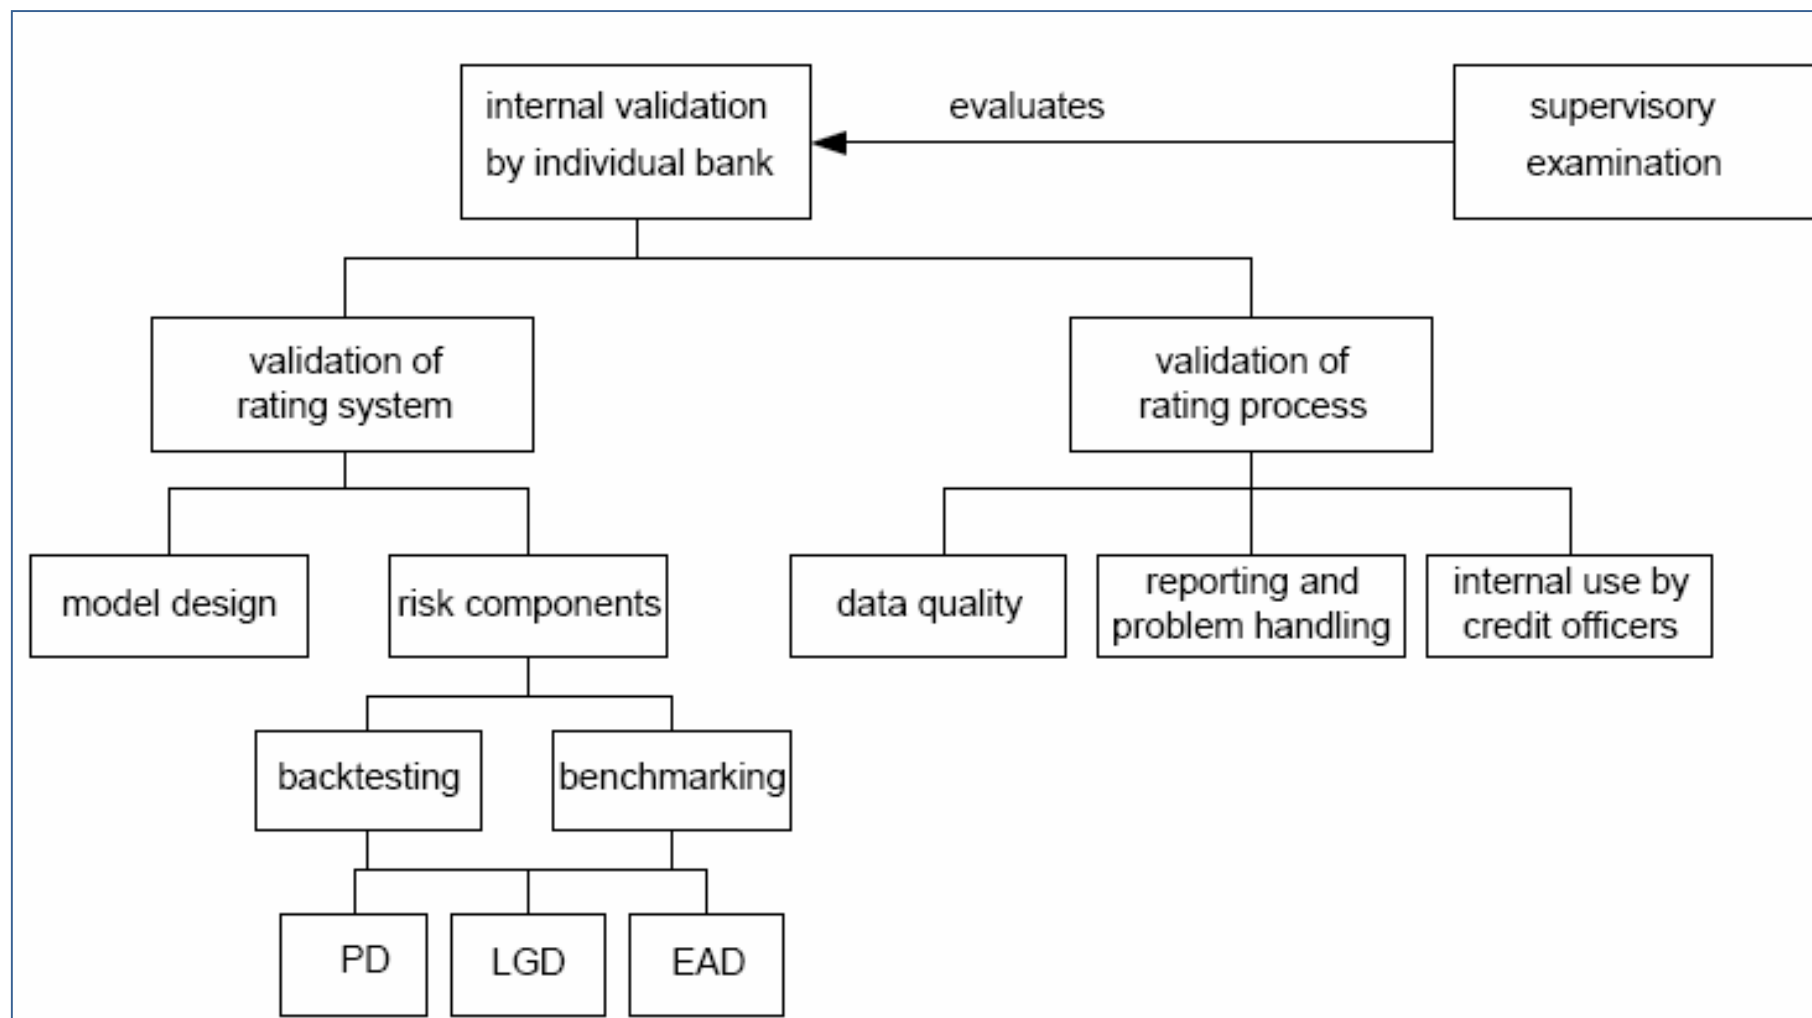 internal validation
by individual bank
evaluates
supervisory
examination
validation of
rating system
validation of
rating process
model design
risk components
data quality
reporting and
problem handling
internal use by
credit officers
backtesting
benchmarking
PD
LGD
EAD